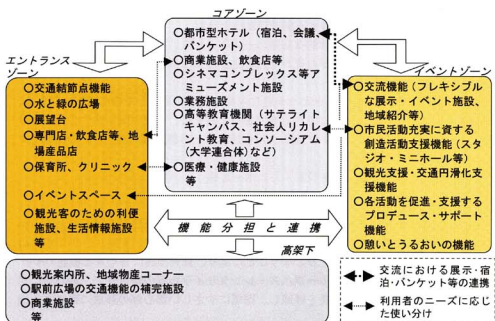 コアゾーン
○都市型ホテル（宿泊、会議、
バンケット）
○商業施設、飲食店等
○シネマコンプレックス等ア
ミューズメント施設
○業務施設
○高等教育機関（サテライト
キャンパス、社会人リカレ
ント教育、コンソーシアム
(大学連合体)など）
○医療・健康施設
等
エントランス
ゾーン
○交通結節点機能
○水と緑の広場
○展望台
○専門店・飲食店等、地
場産品店
○保育所、クリニック
○イベントスペース
○観光客のための利便
施設、生活情報施設
等
イベントゾーン
○交流機能（フレキシブル
な展示・イベント施設、
地域紹介等）
○市民活動充実に資する
創造活動支援機能（スタ
ジオ・ミニホール等）
○観光支援・交通円滑化支
援機能
○各活動を促進・支援する
プロデュース・サポート
機能
○憩いとうるおいの機能
機能分担と連携
高架下
○観光案内所、地域物産コーナー
○駅前広場の交通機能の補完施設
○商業施設
等
交流における展示・宿
泊・バンケット等の連携
利用者のニーズに応じ
た使い分け